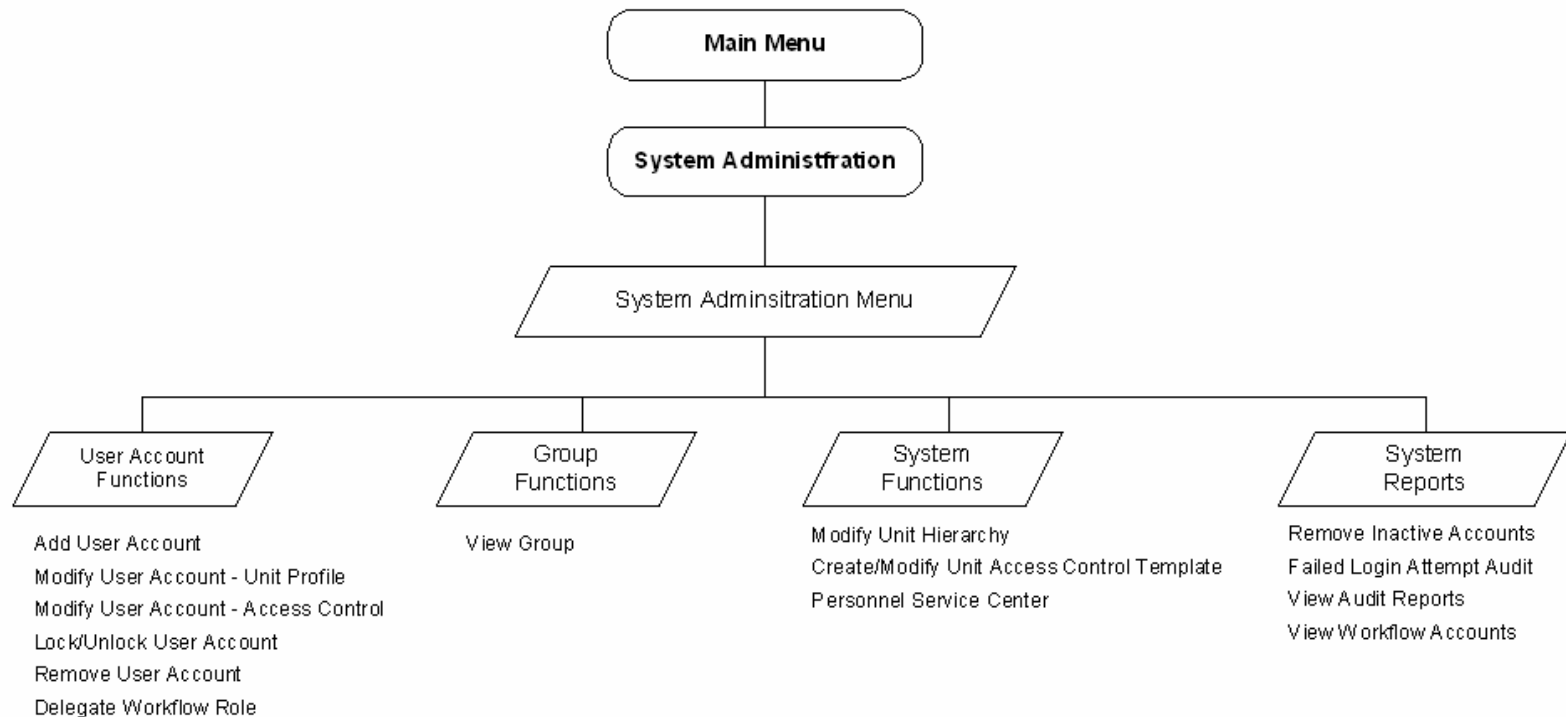 Main Menu
System Administfration
System Adminsitration Menu
User Account
Functions
Group
Functions
System
Functions
System
Reports
Add User Account
Modify User Account - Unit Profile
Modify User Account - Access Control
Lock/Unlock User Account
Remove User Account
Delegate Workflow Role
View Group
Modify Unit Hierarchy
Create/Modify Unit Access Control Template
Personnel Service Center
Remove Inactive Accounts
Failed Login Attempt Audit
View Audit Reports
View Workflow Accounts